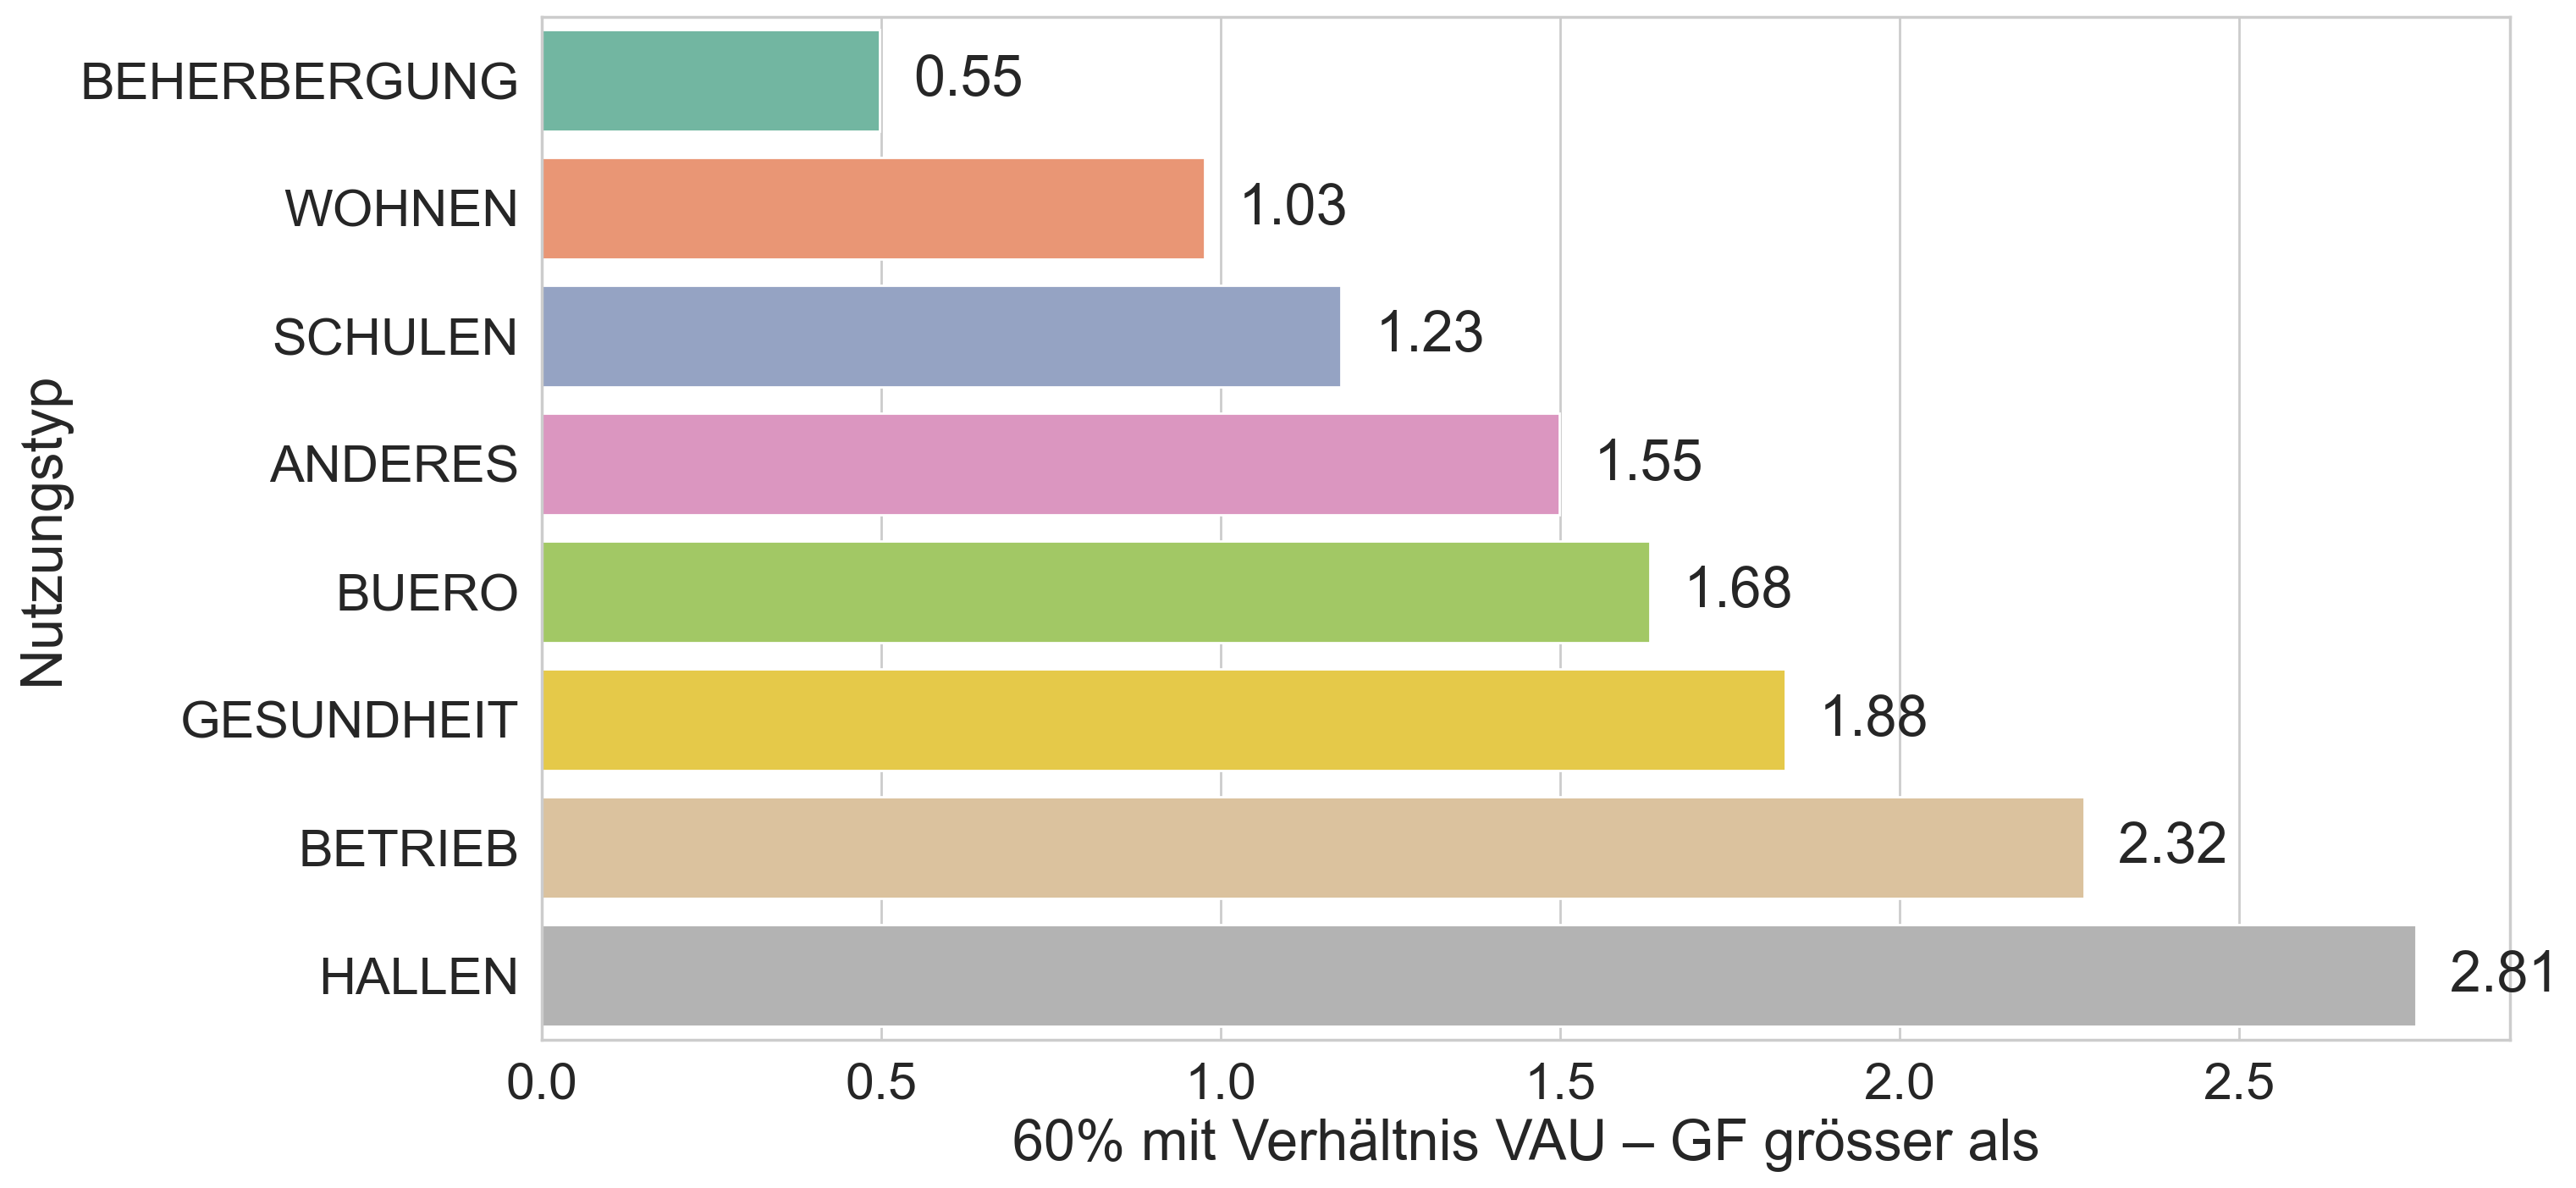 BEHERBERGUNG 0.55
WOHNEN 1.03
SCHULEN 1.23
ANDERES 1.55
BUERO 1.68
GESUNDHEIT 1.88
BETRIEB 2.32
HALLEN 2.81
Nutzungstyp
0.0 0.5 1.0 1.5 2.0 2.5
60% mit Verhältnis VAU – GF grösser als